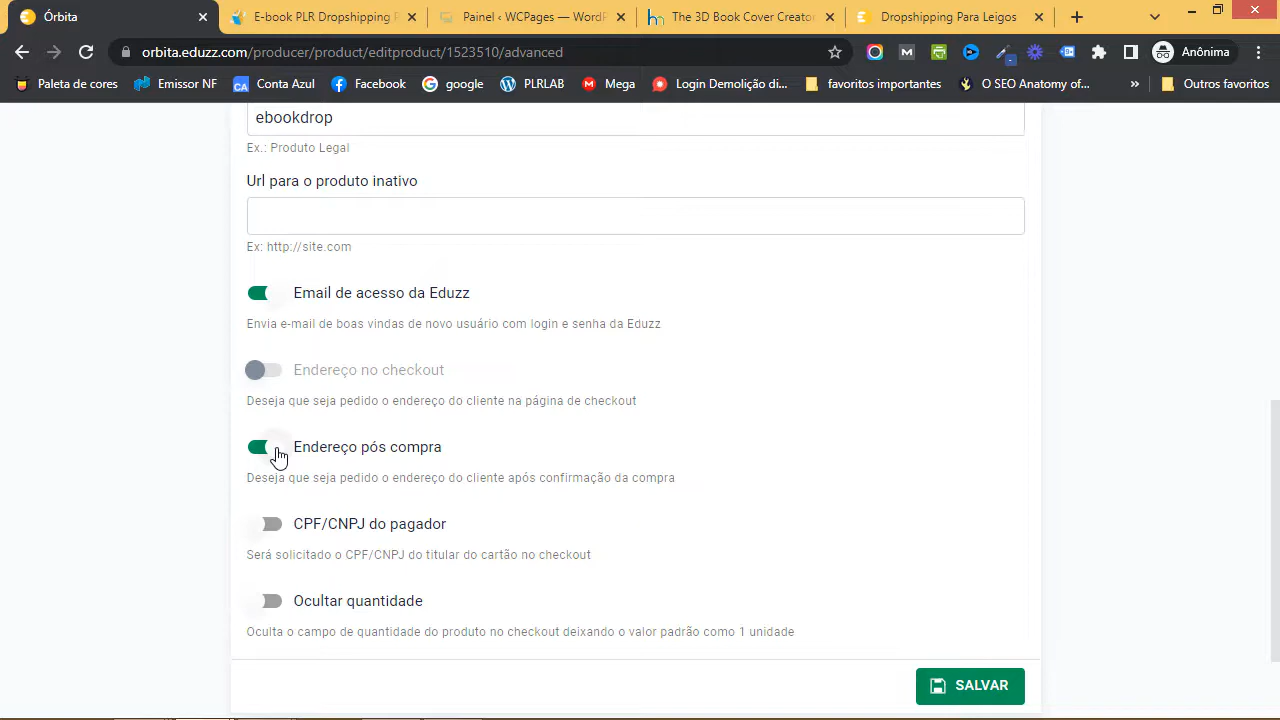 Órbita
E-book PLR Dropshipping P
Painel ‹ WCPages — WordP
The 3D Book Cover Creator
Dropshipping Para Leigos
orbita.eduzz.com/producer/product/editproduct/1523510/advanced
Anônima
Paleta de cores
Emissor NF
CA Conta Azul
Facebook
google
PLRLAB
Mega
Login Demolição di...
favoritos importantes
O SEO Anatomy of...
»
Outros favoritos
ebookdrop
Ex.: Produto Legal
Url para o produto inativo
Ex: http://site.com
Email de acesso da Eduzz
Envia e-mail de boas vindas de novo usuário com login e senha da Eduzz
Endereço no checkout
Deseja que seja pedido o endereço do cliente na página de checkout
Endereço pós compra
Deseja que seja pedido o endereço do cliente após confirmação da compra
CPF/CNPJ do pagador
Será solicitado o CPF/CNPJ do titular do cartão no checkout
Ocultar quantidade
Oculta o campo de quantidade do produto no checkout deixando o valor padrão como 1 unidade
SALVAR